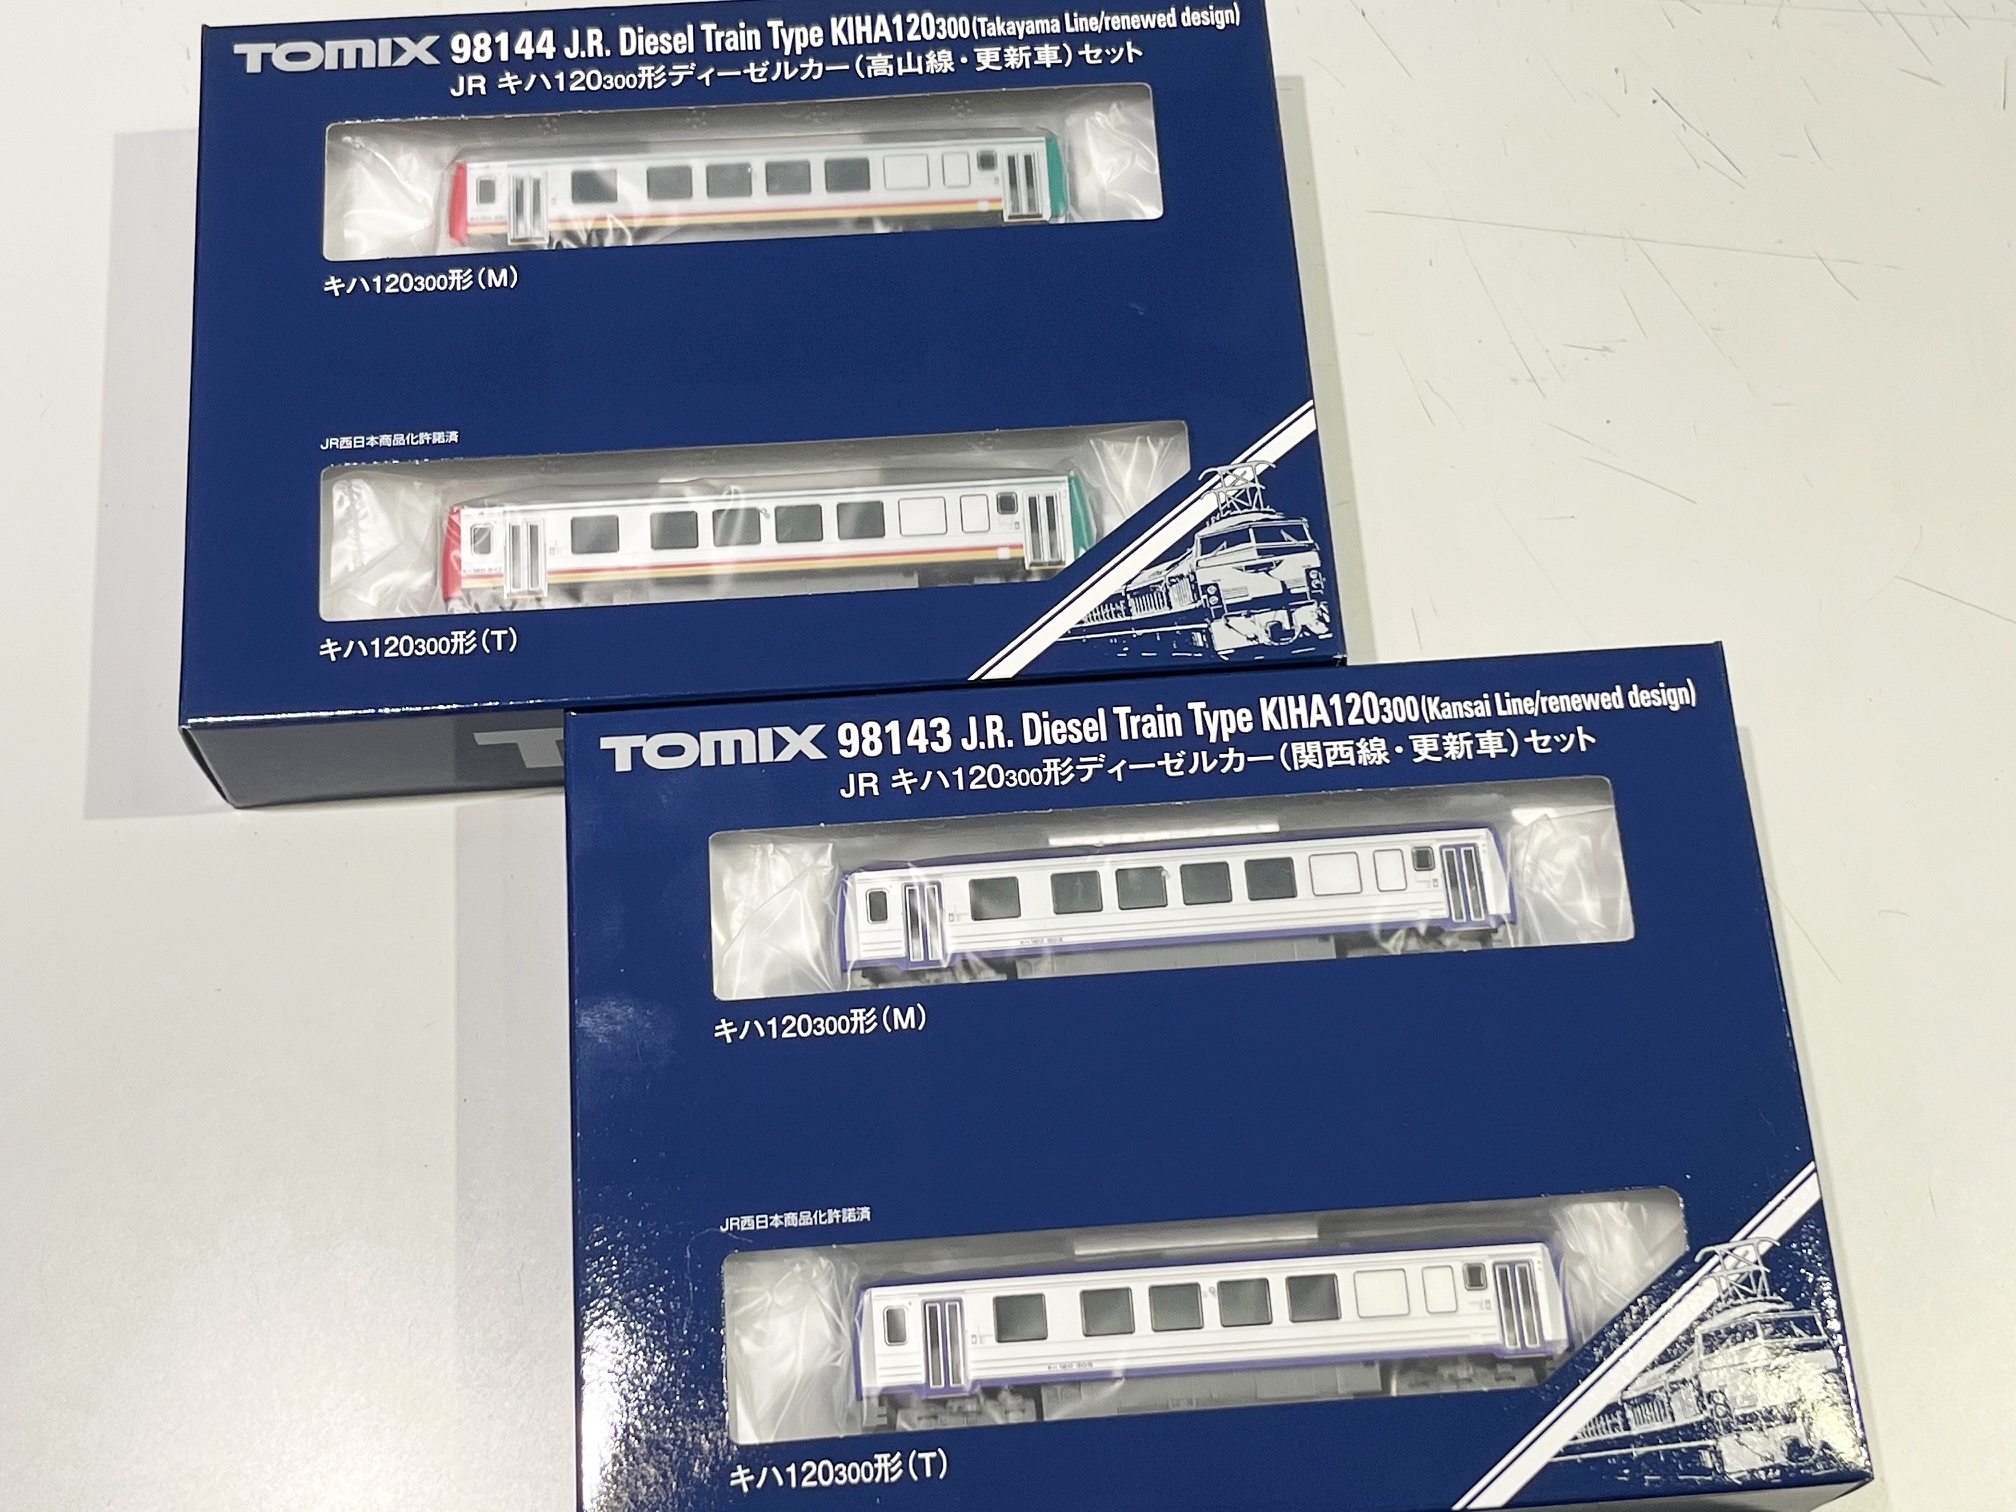 TOMIX 98144 J.R. Diesel Train Type KIHA120300(Takayama Line/renewed design)
JR キハ120300形ディーゼルカー(高山線・更新車)セット
キハ120300形(M)
JR西日本商品化許諾済
キハ120300形(T)
TOMIX 98143 J.R. Diesel Train Type KIHA120300(Kansai Line/renewed design)
JR キハ120300形ディーゼルカー(関西線・更新車)セット
キハ120300形(M)
JR西日本商品化許諾済
キハ120300形(T)